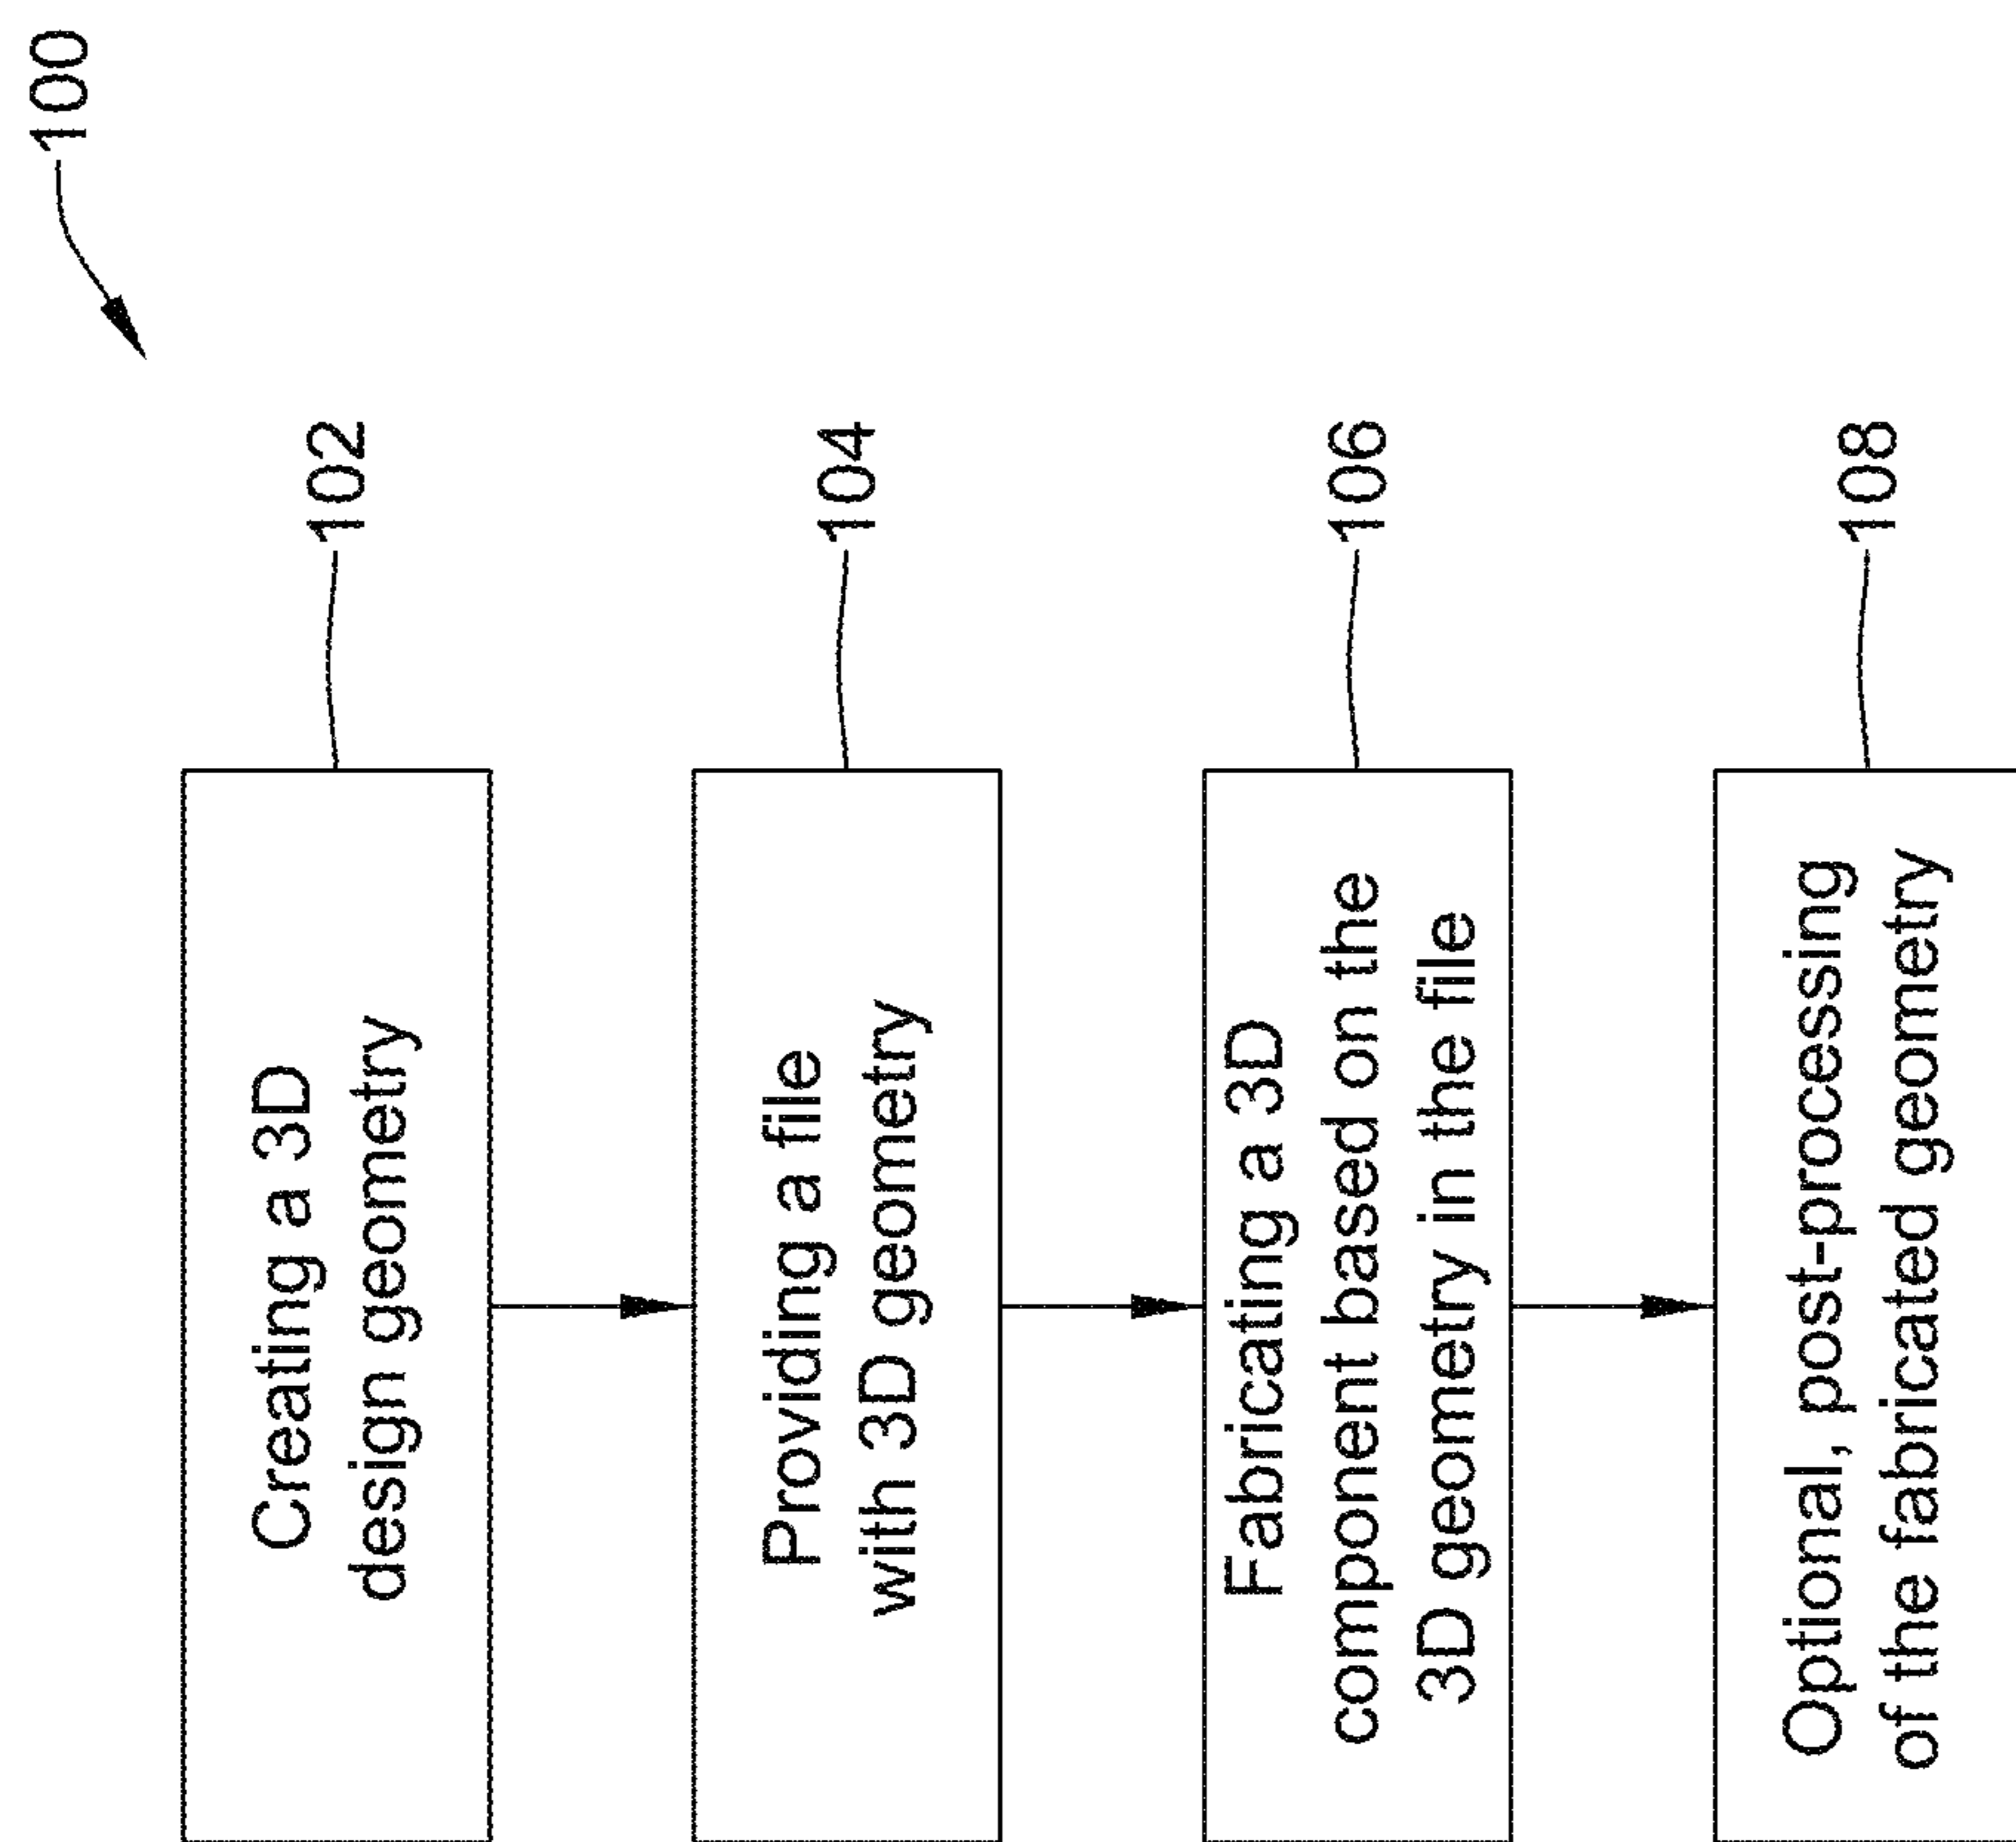 100
Creating a 3D
design geometry
102
Providing a file
with 3D geometry
104
Fabricating a 3D
component based on the
3D geometry in the file
106
Optional, post-processing
of the fabricated geometry
108